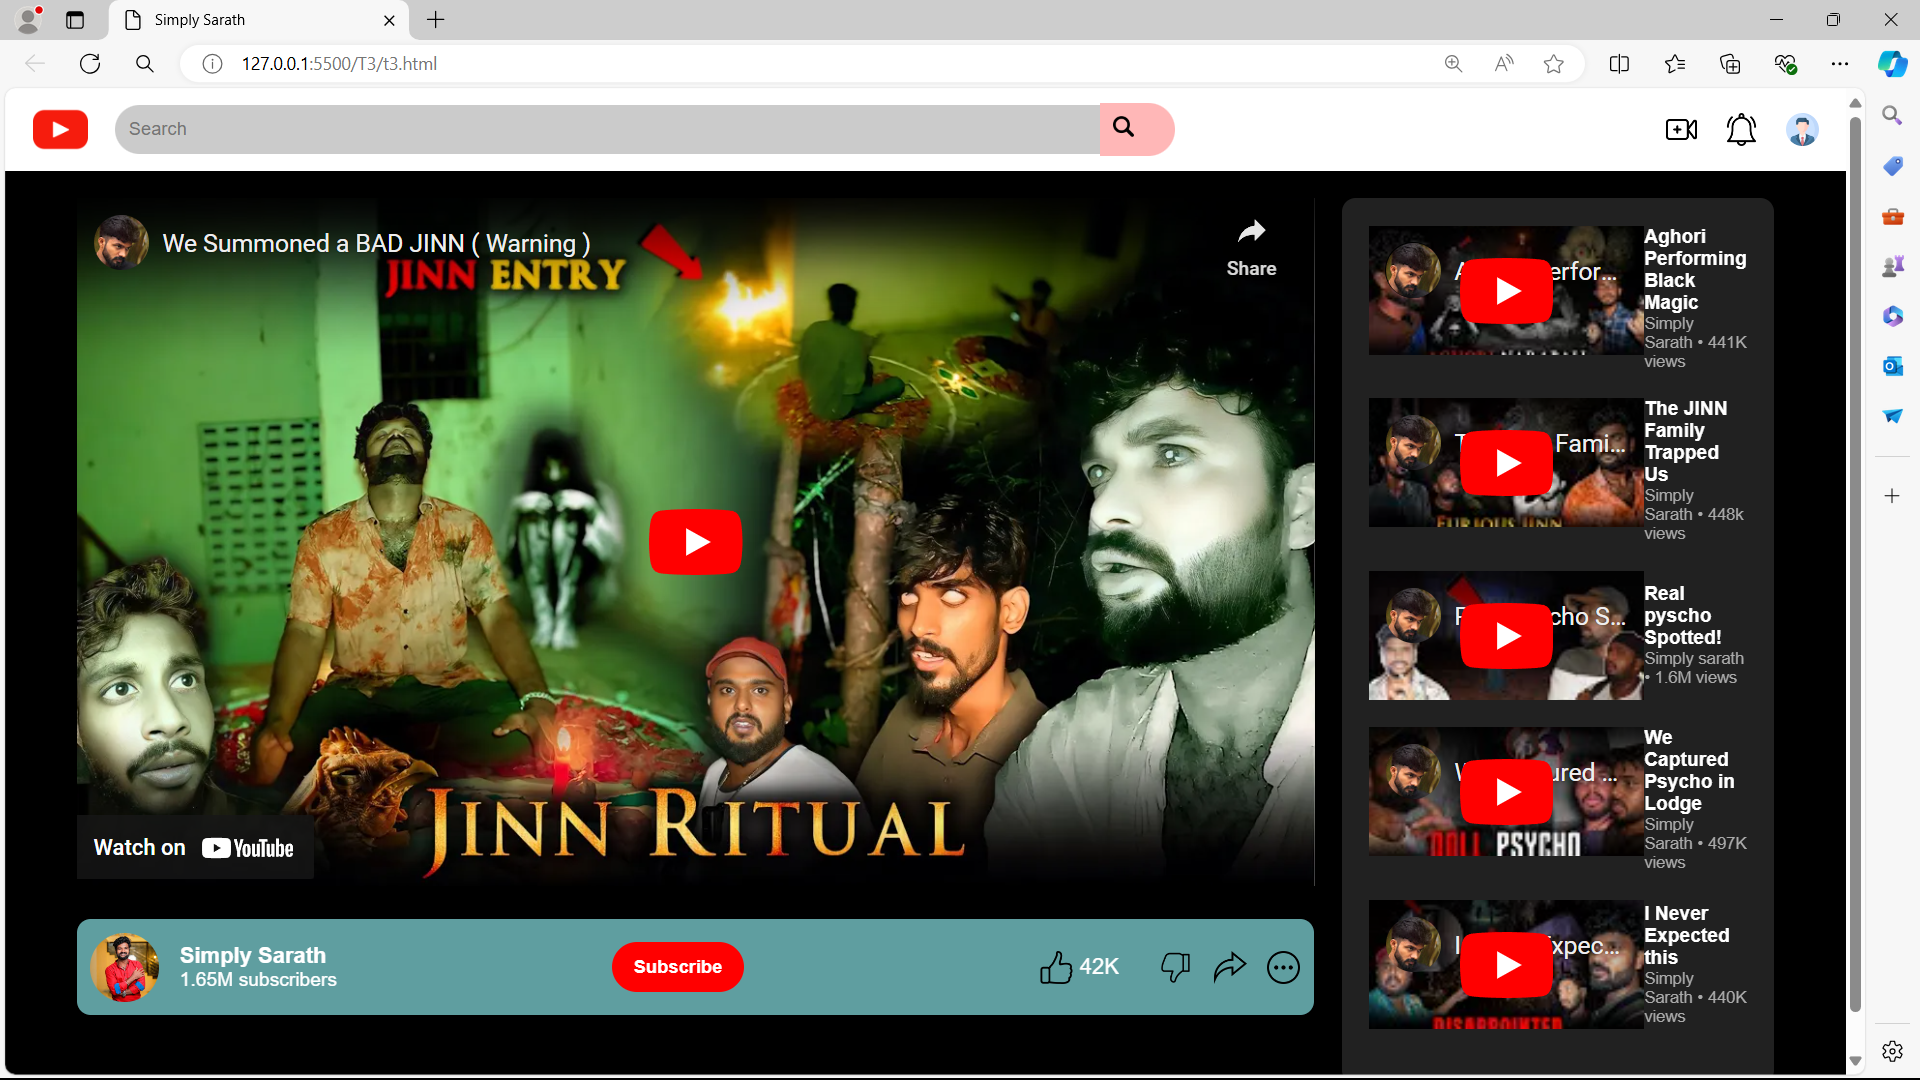 Simply Sarath
127.0.0.1:5500/T3/t3.html
Search
We Summoned a BAD JINN ( Warning )
JINN ENTRY
Share
JINN RITUAL
Watch on YouTube
Simply Sarath
1.65M subscribers
Subscribe
42K
Aghori
Performing
Black
Magic
Simply
Sarath • 441K
views
The JINN
Family
Trapped
Us
Simply
Sarath • 448k
views
Fami...
FURIOUS JINN
Real
pyscho
Spotted!
Simply sarath
• 1.6M views
cho S...
We
Captured
Psycho in
Lodge
Simply
Sarath • 497K
views
ured ...
DOLL PSYCHO
I Never
Expected
this
Simply
Sarath • 440K
views
xpec...
DISAPPOINTED